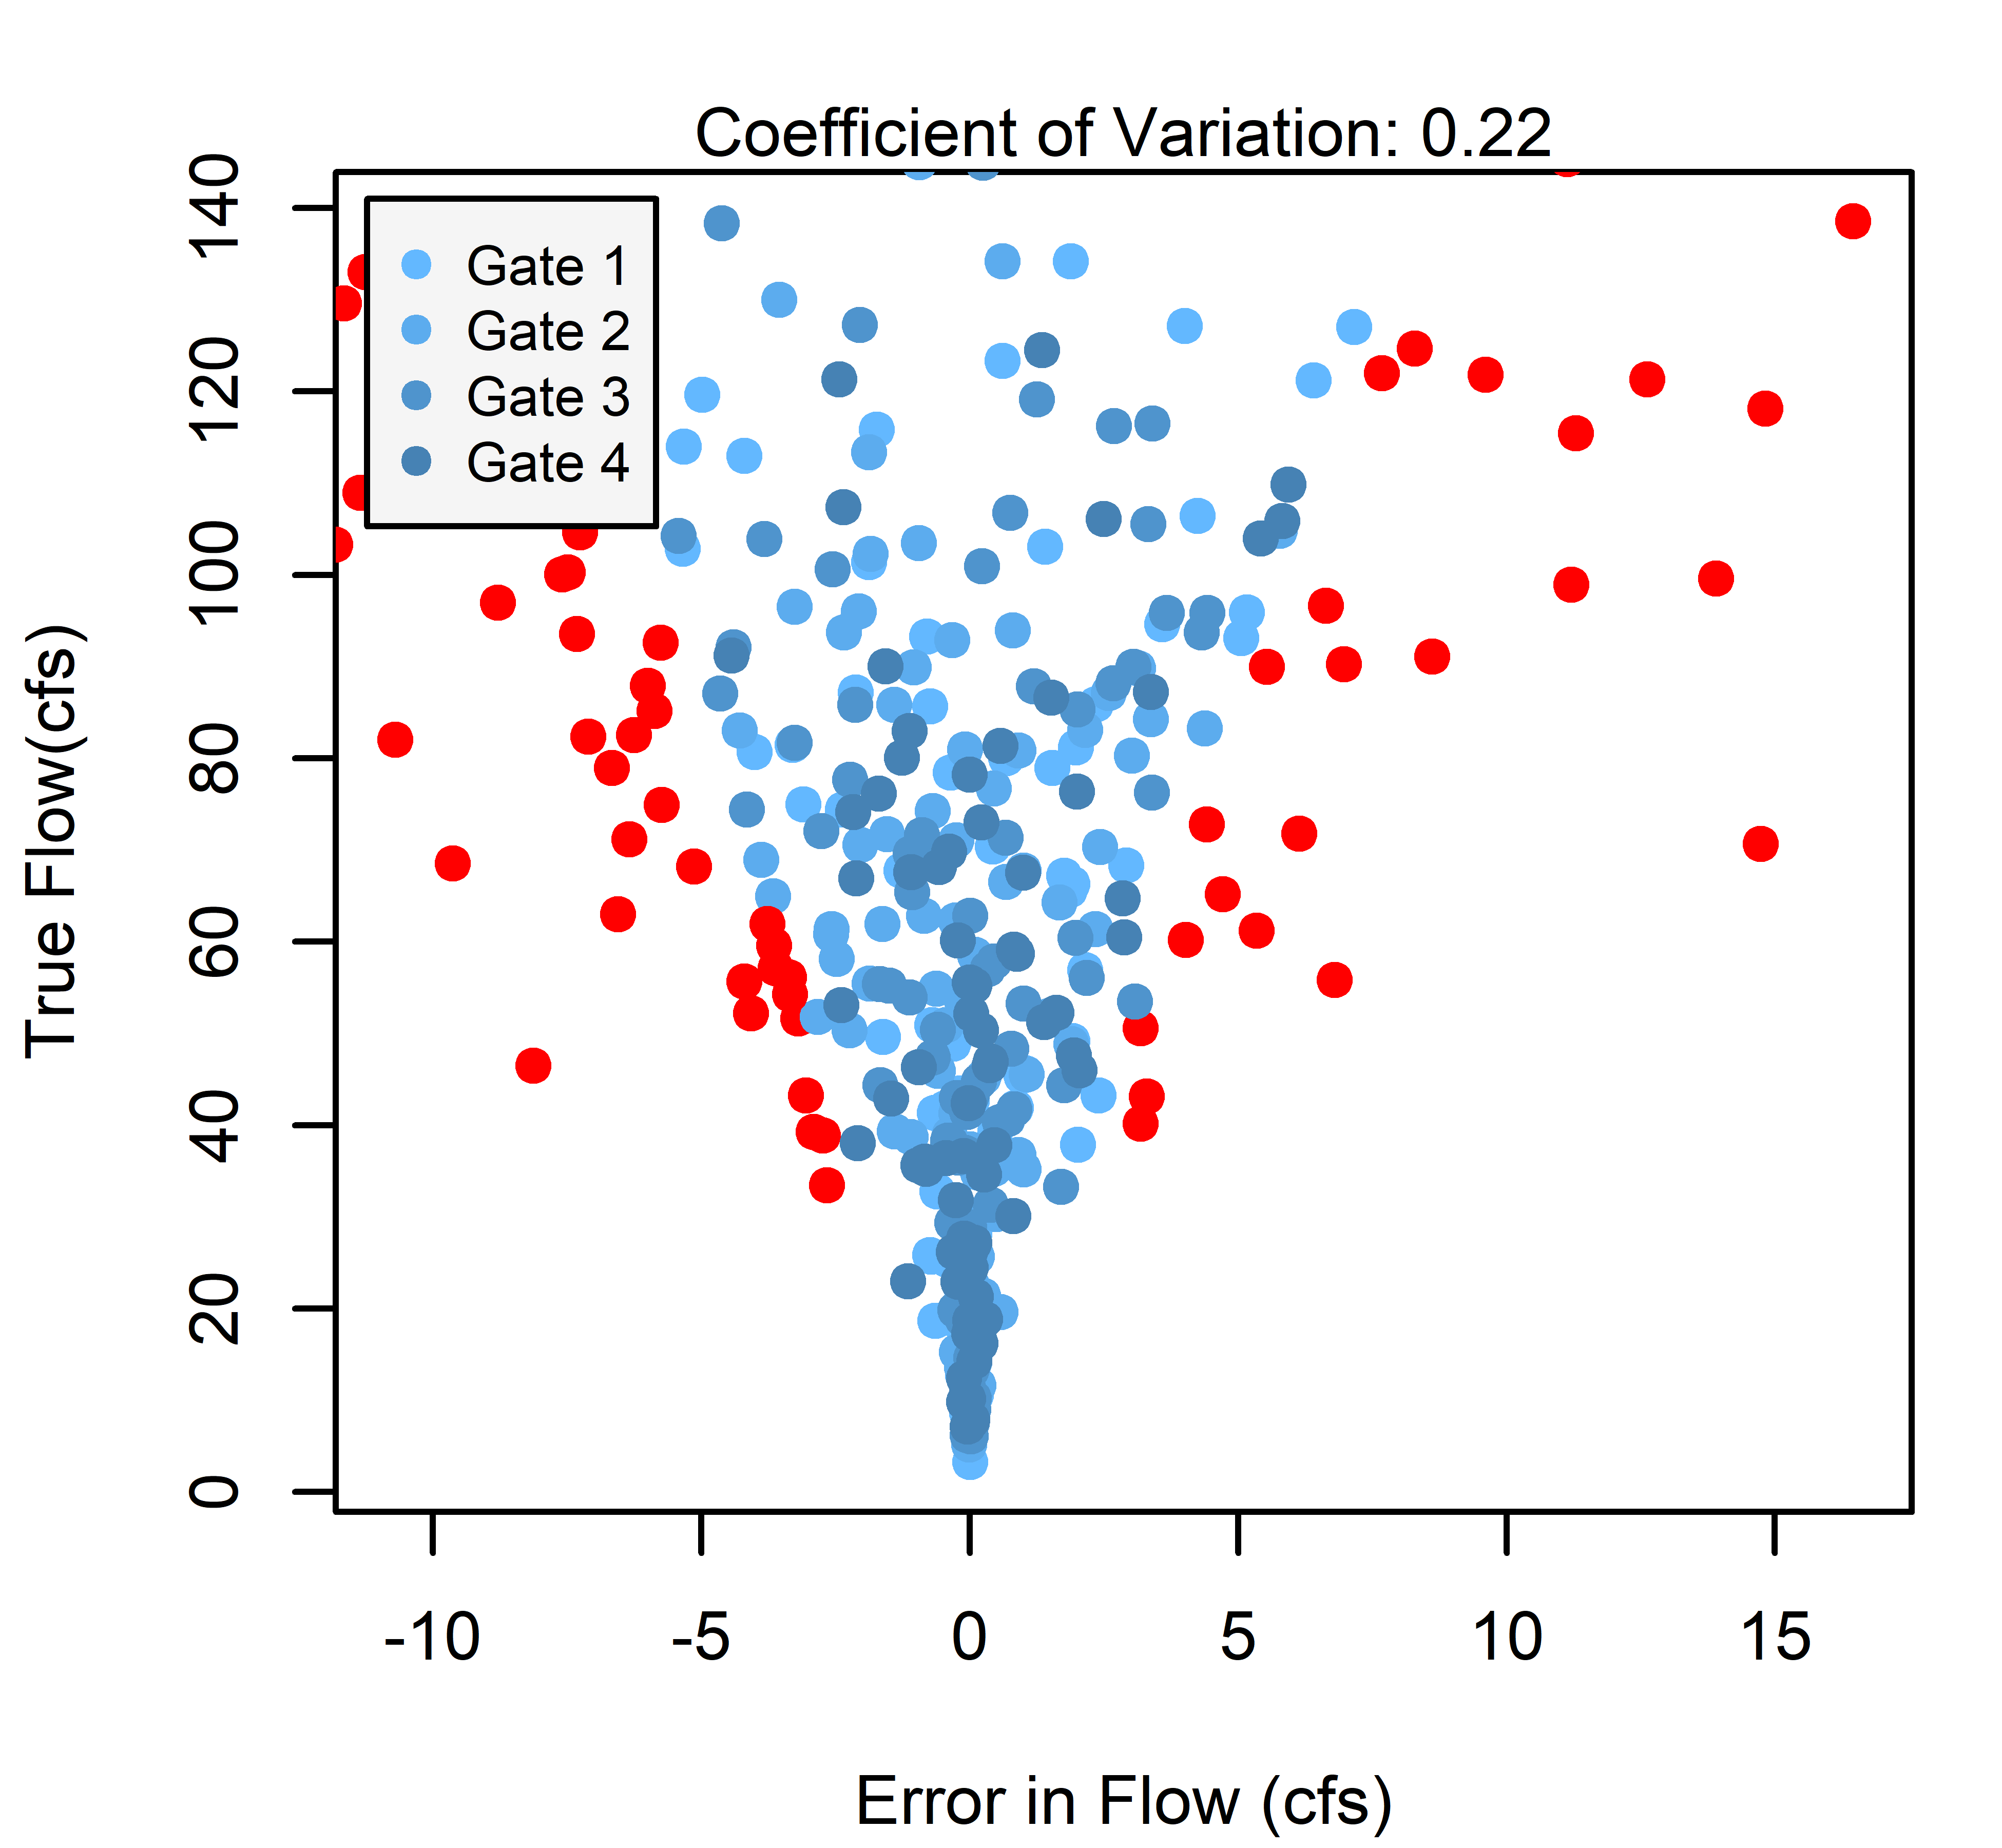 Coefficient of Variation: 0.22
Gate 1
Gate 2
Gate 3
Gate 4
True Flow(cfs)
140
120
100
80
60
40
20
0
-10 -5 0 5 10 15
Error in Flow (cfs)